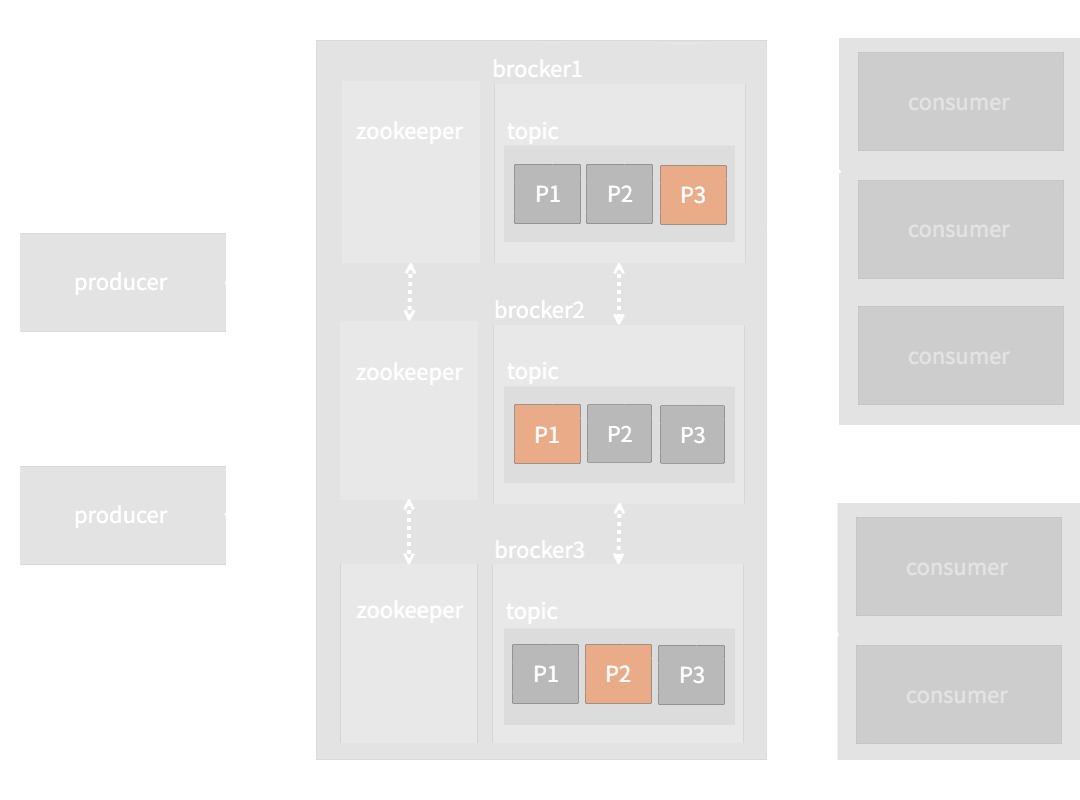 producer
producer
brocker1
zookeeper
topic
P1 P2 P3
brocker2
zookeeper
topic
P1 P2 P3
brocker3
zookeeper
topic
P1 P2 P3
consumer
consumer
consumer
consumer
consumer